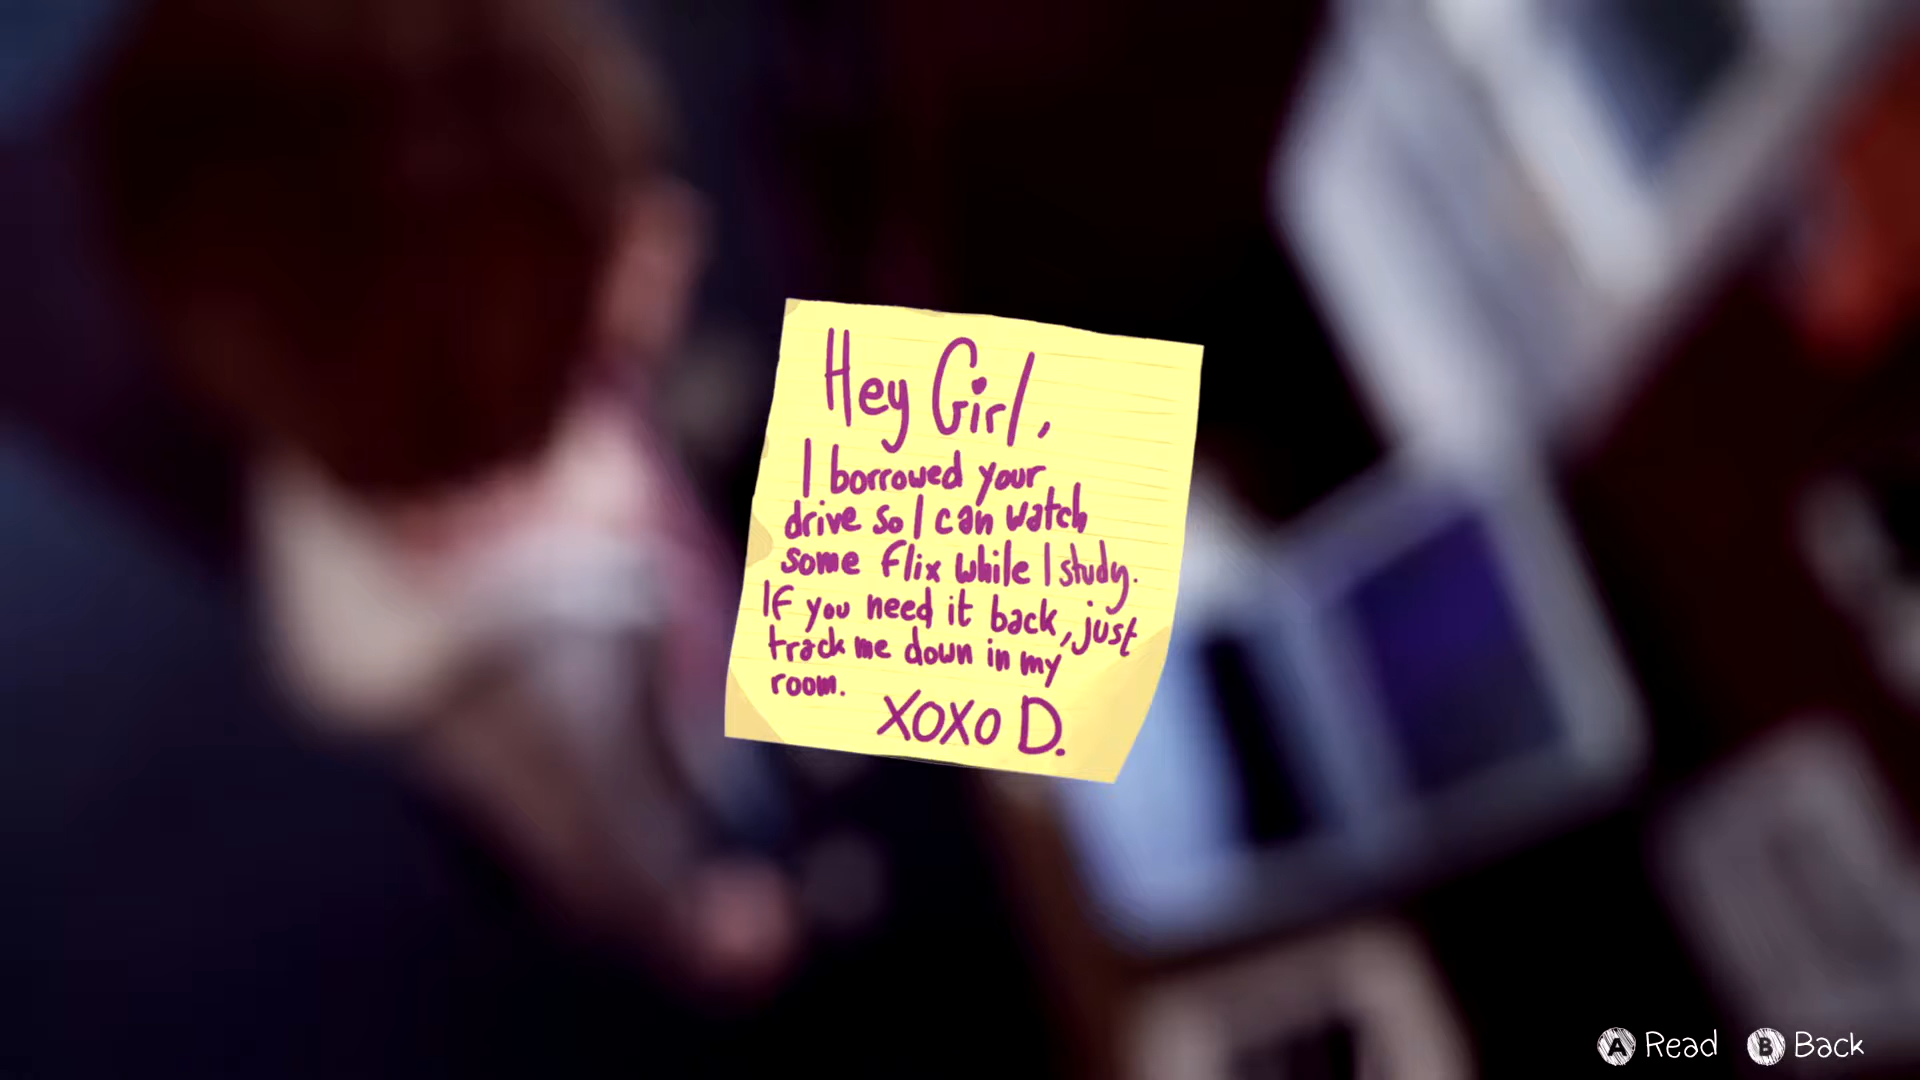 Hey Girl,
I borrowed your
drive so I can watch
some flix while I study.
If you need it back, just
track me down in my
room.
XOXO D.
A Read B Back